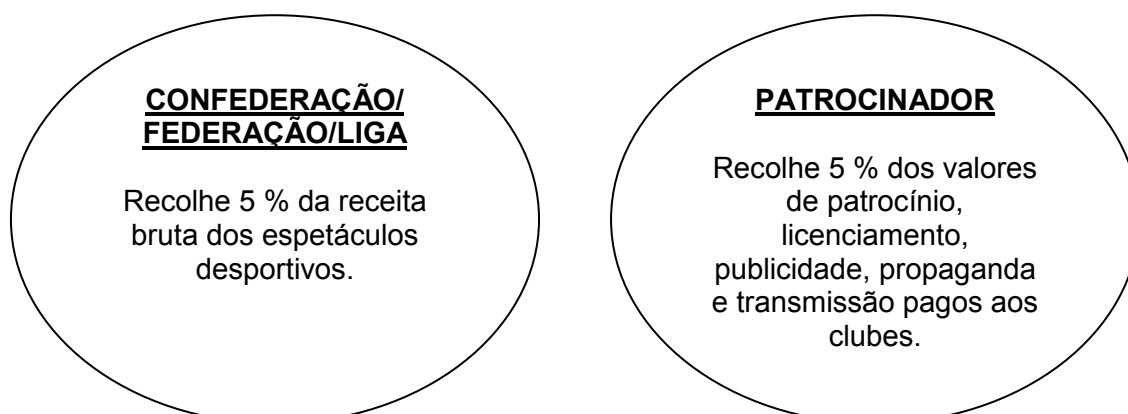 CONFEDERAÇÃO/
FEDERAÇÃO/LIGA
Recolhe 5 % da receita
bruta dos espetáculos
desportivos.
PATROCINADOR
Recolhe 5 % dos valores
de patrocínio,
licenciamento,
publicidade, propaganda
e transmissão pagos aos
clubes.